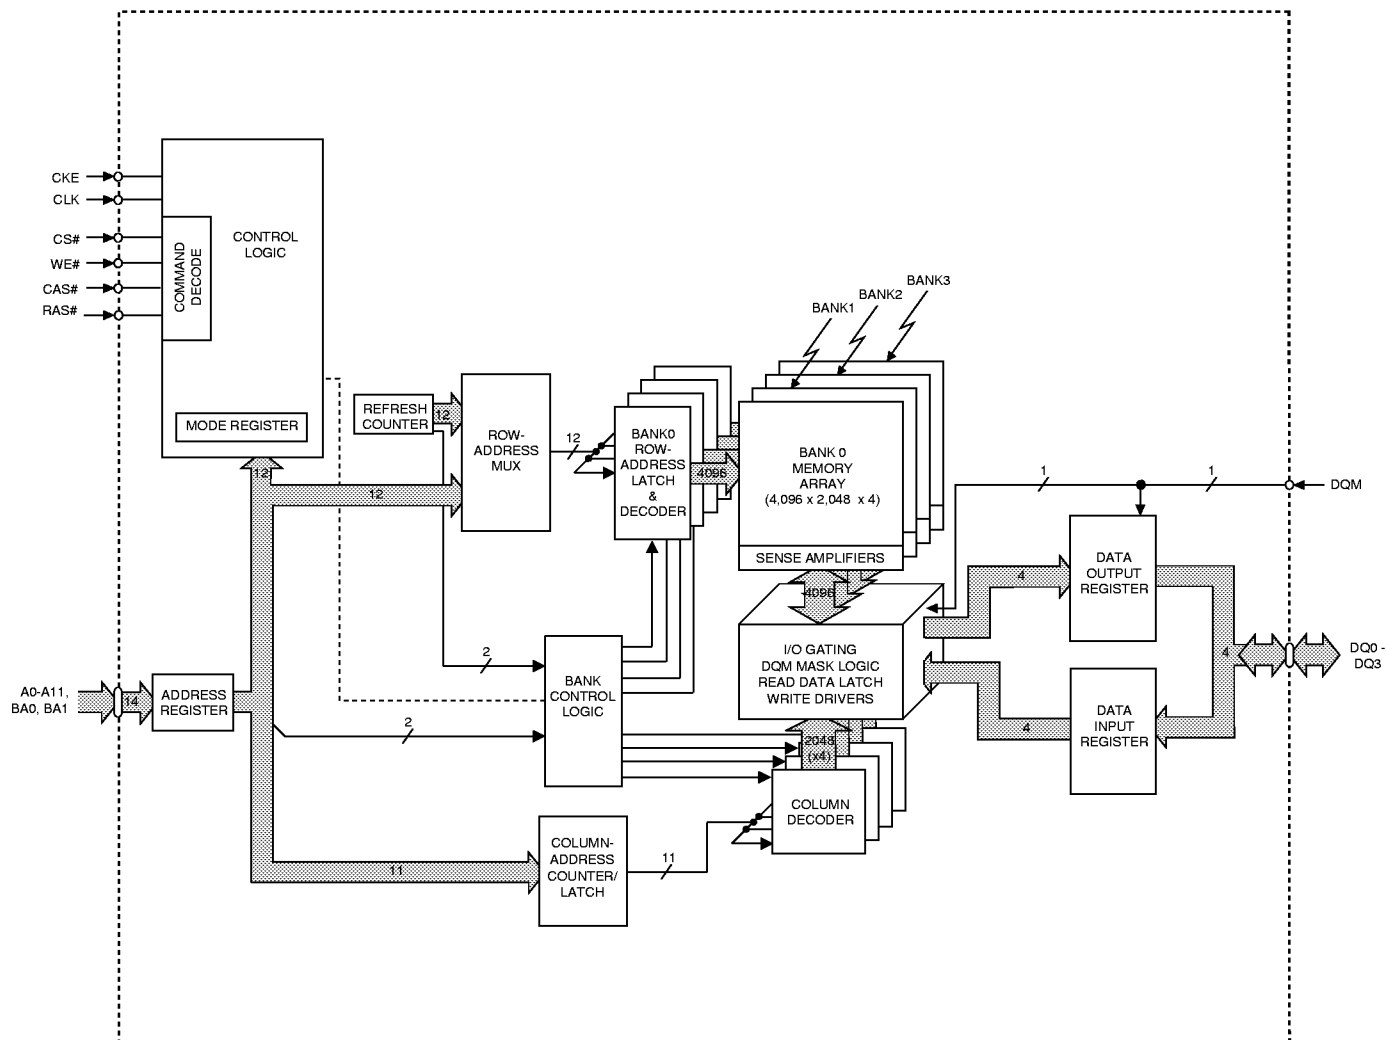 CKE
CLK
CS#
WE#
CAS#
RAS#
COMMAND
DECODE
CONTROL
LOGIC
MODE REGISTER
12
REFRESH
COUNTER
12
12
ROW-
ADDRESS
MUX
12
BANK0
ROW-
ADDRESS
LATCH
&
DECODER
4096
BANK1
BANK2
BANK3
BANK 0
MEMORY
ARRAY
(4,096 x 2,048 x 4)
SENSE AMPLIFIERS
4096
I/O GATING
DQM MASK LOGIC
READ DATA LATCH
WRITE DRIVERS
2048
(x4)
COLUMN
DECODER
1
1
DQM
DATA
OUTPUT
REGISTER
4
4
DQ0 -
DQ3
DATA
INPUT
REGISTER
4
A0-A11,
BA0, BA1
14
ADDRESS
REGISTER
2
2
BANK
CONTROL
LOGIC
11
COLUMN-
ADDRESS
COUNTER/
LATCH
11